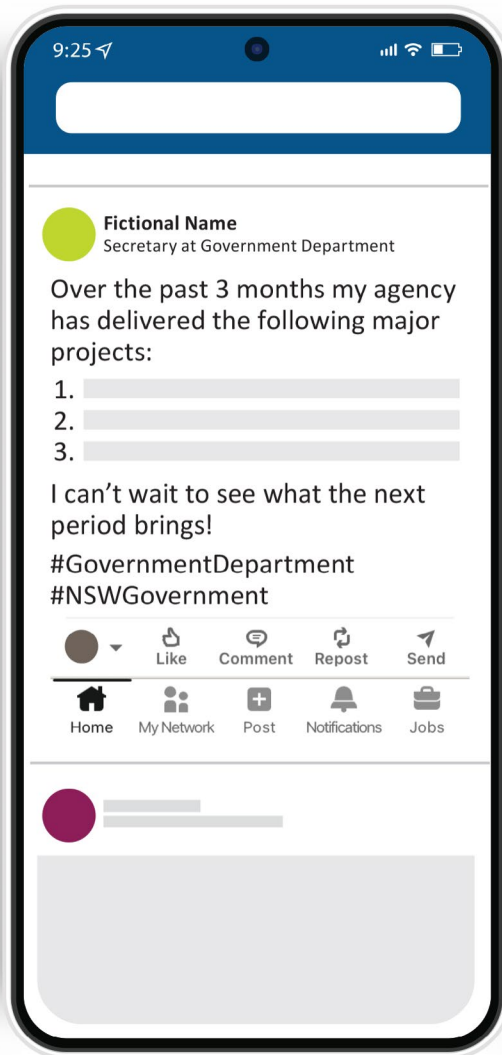 9:25
Fictional Name
Secretary at Government Department
Over the past 3 months my agency
has delivered the following major
projects:
1.
2.
3.
I can’t wait to see what the next
period brings!
#GovernmentDepartment
#NSWGovernment
Like Comment Repost Send
Home My Network Post Notifications Jobs